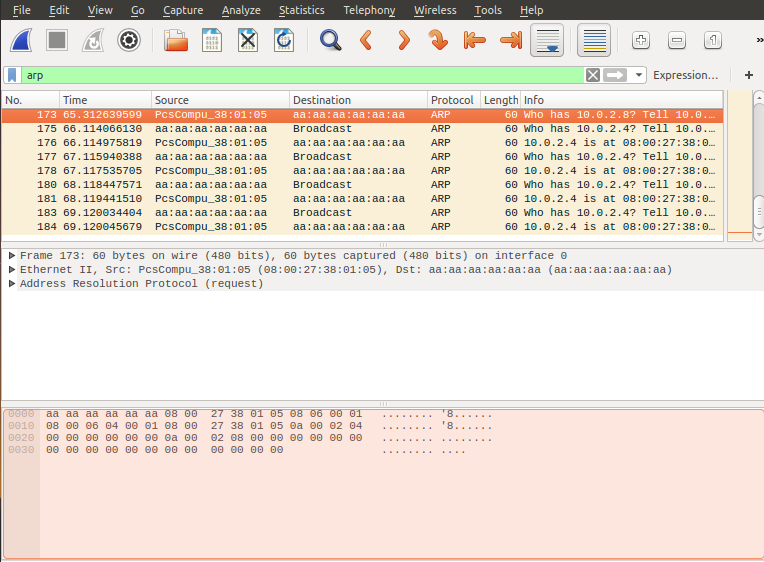 File Edit View Go Capture Analyze Statistics Telephony Wireless Tools Help
»
arp Expression… +
No. Time Source Destination Protocol Length Info
173 65.312639599 PcsCompu_38:01:05 aa:aa:aa:aa:aa:aa ARP 60 Who has 10.0.2.8? Tell 10.0.…
175 66.114066130 aa:aa:aa:aa:aa:aa Broadcast ARP 60 Who has 10.0.2.4? Tell 10.0.…
176 66.114975819 PcsCompu_38:01:05 aa:aa:aa:aa:aa:aa ARP 60 10.0.2.4 is at 08:00:27:38:0…
177 67.115940388 aa:aa:aa:aa:aa:aa Broadcast ARP 60 Who has 10.0.2.4? Tell 10.0.…
178 67.117535705 PcsCompu_38:01:05 aa:aa:aa:aa:aa:aa ARP 60 10.0.2.4 is at 08:00:27:38:0…
180 68.118447571 aa:aa:aa:aa:aa:aa Broadcast ARP 60 Who has 10.0.2.4? Tell 10.0.…
181 68.119441510 PcsCompu_38:01:05 aa:aa:aa:aa:aa:aa ARP 60 10.0.2.4 is at 08:00:27:38:0…
183 69.120034404 aa:aa:aa:aa:aa:aa Broadcast ARP 60 Who has 10.0.2.4? Tell 10.0.…
184 69.120045679 PcsCompu_38:01:05 aa:aa:aa:aa:aa:aa ARP 60 10.0.2.4 is at 08:00:27:38:0…
Frame 173: 60 bytes on wire (480 bits), 60 bytes captured (480 bits) on interface 0
Ethernet II, Src: PcsCompu_38:01:05 (08:00:27:38:01:05), Dst: aa:aa:aa:aa:aa:aa (aa:aa:aa:aa:aa:aa)
Address Resolution Protocol (request)
0000 aa aa aa aa aa aa 08 00 27 38 01 05 08 06 00 01 ........ '8......
0010 08 00 06 04 00 01 08 00 27 38 01 05 0a 00 02 04 ........ '8......
0020 00 00 00 00 00 00 0a 00 02 08 00 00 00 00 00 00 ........ ........
0030 00 00 00 00 00 00 00 00 00 00 00 00 ........ ....